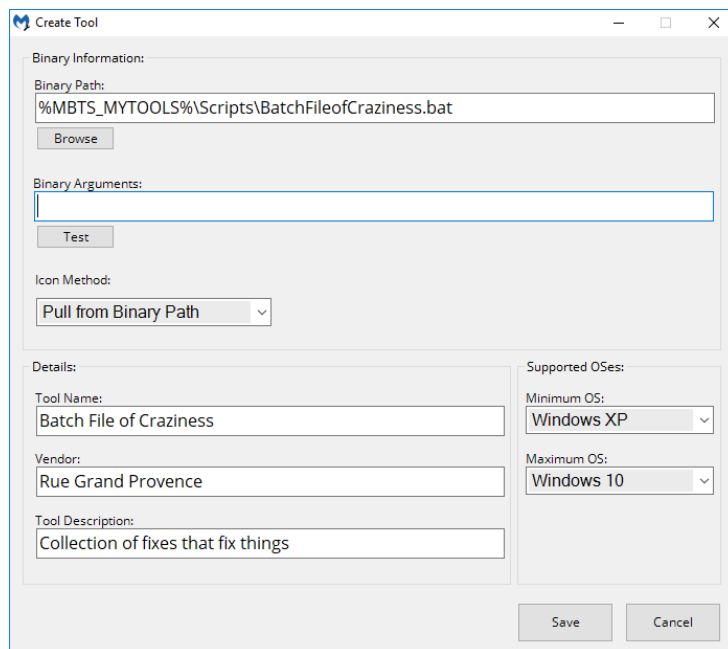 Create Tool
Binary Information:
Binary Path:
%MBTS_MYTOOLS%\Scripts\BatchFileofCraziness.bat
Browse
Binary Arguments:
Test
Icon Method:
Pull from Binary Path
Details:
Tool Name:
Batch File of Craziness
Vendor:
Rue Grand Provence
Tool Description:
Collection of fixes that fix things
Supported OSes:
Minimum OS:
Windows XP
Maximum OS:
Windows 10
Save
Cancel